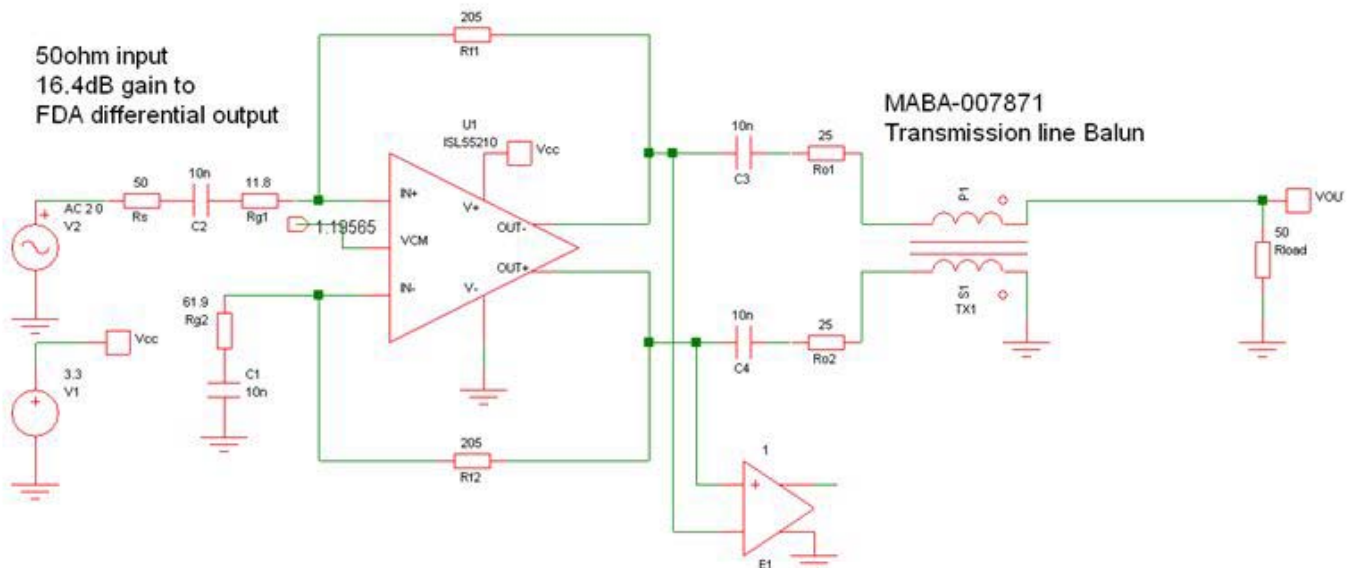 50ohm input
16.4dB gain to
FDA differential output
205
Rf1
MABA-007871
Transmission line Balun
U1
ISL55210
Vcc
10n
C3
25
Ro1
P1
VOU
50
Rload
AC 2 0
V2
50
Rs
10n
C2
11.8
Rg1
1.19565
IN+
VCM
IN-
V+
V-
OUT-
OUT+
S1
TX1
61.9
Rg2
C1
10n
10n
C4
25
Ro2
Vcc
3.3
V1
205
Rf2
1
+
E1